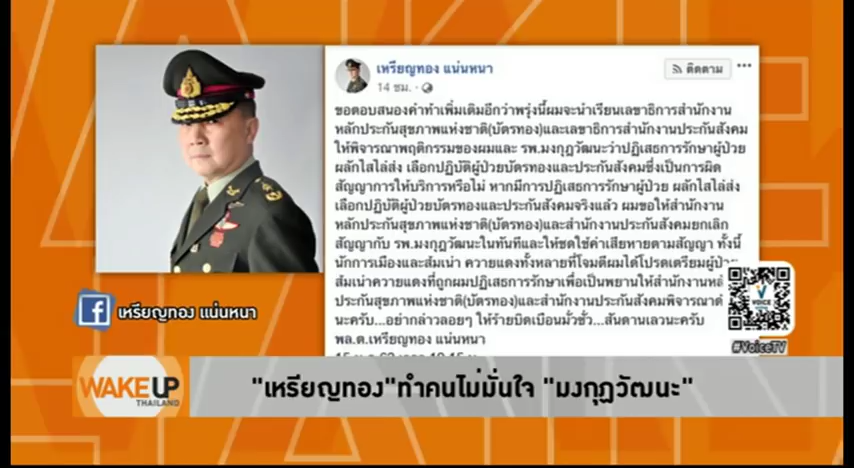 เหรียญทอง แน่นหนา
ติดตาม
14 ชม.
ขอตอบสนองคำทำเพิ่มเติมอีกว่าพรุ่งนี้ผมจะนำเรียนเลขาธิการสำนักงาน
หลักประกันสุขภาพแห่งชาติ(บัตรทอง)และเลขาธิการสำนักงานประกันสังคม
ให้พิจารณาพฤติกรรมของผมและ รพ.มงกุฎวัฒนะว่าปฏิเสธการรักษาผู้ป่วย
ผลักไสไล่ส่ง เลือกปฏิบัติผู้ป่วยบัตรทองและประกันสังคมซึ่งเป็นการผิด
สัญญาการให้บริการหรือไม่ หากมีการปฏิเสธการรักษาผู้ป่วย ผลักไสไล่ส่ง
เลือกปฏิบัติผู้ป่วยบัตรทองและประกันสังคมจริงแล้ว ผมขอให้สำนักงาน
หลักประกันสุขภาพแห่งชาติ(บัตรทอง)และสำนักงานประกันสังคมยกเลิก
สัญญากับ รพ.มงกุฎวัฒนะในทันทีและให้ชดใช้ค่าเสียหายตามสัญญา ทั้งนี้
นักการเมืองและส้มเน่า ควายแดงทั้งหลายที่โจมตีผมได้โปรดเตรียมผู้ป่วย
ส้มเน่าควายแดงที่ถูกผมปฏิเสธการรักษาเพื่อเป็นพยานให้สำนักงานหลั
ประกันสุขภาพแห่งชาติ(บัตรทอง)และสำนักงานประกันสังคมพิจารณาด้
นะครับ...อย่ากล่าวลอยๆ ให้ร้ายบิดเบือนมั่วซั่ว...สันดานเลวนะครับ
พล.ต.เหรียญทอง แน่นหนา
เหรียญทอง แน่นหนา
VOICE
#VoiceTV
WAKE UP
THAILAND
"เหรียญทอง"ทำคนไม่มั่นใจ "มงกุฎวัฒนะ"